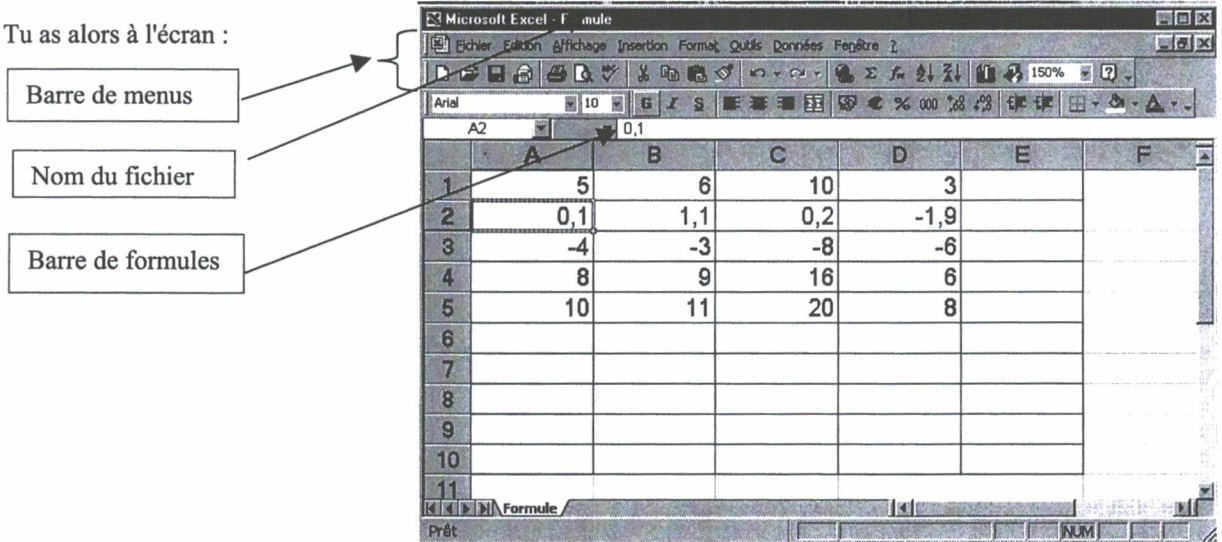 Tu as alors à l'écran :
Barre de menus
Nom du fichier
Barre de formules
Microsoft Excel - F mule
Fichier Edition Affichage Insertion Format Outils Données Fenêtre ?
150%
Arial 10 G I S % 000
A2 0,1
A B C D E F
1 5 6 10 3
2 0,1 1,1 0,2 -1,9
3 -4 -3 -8 -6
4 8 9 16 6
5 10 11 20 8
6
7
8
9
10
11
Formule
Prêt NUM